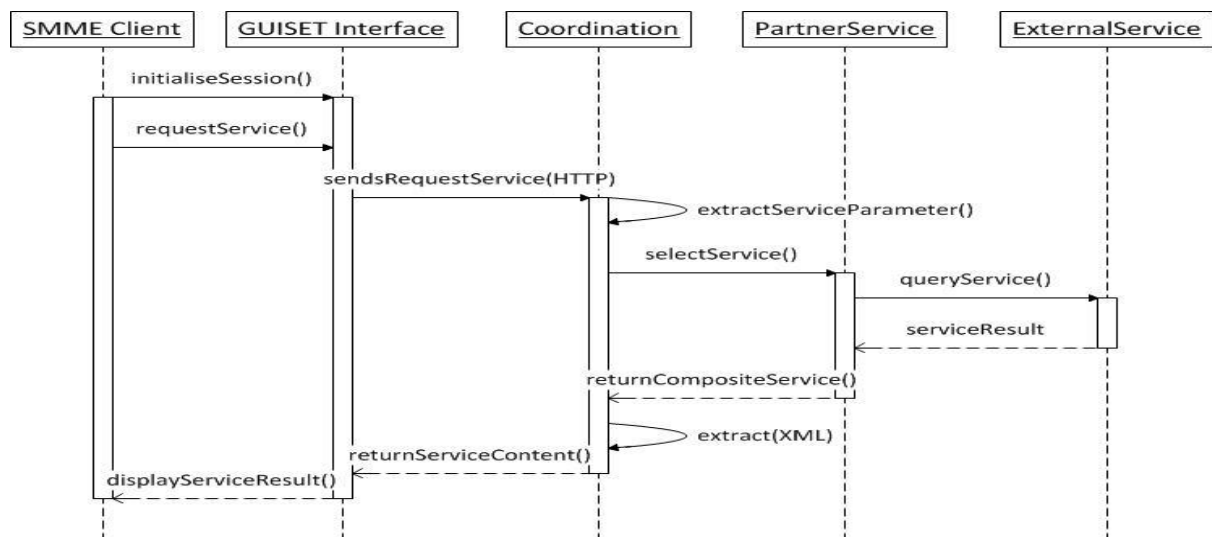 SMME Client
GUISET Interface
Coordination
PartnerService
ExternalService
initialiseSession()
requestService()
sendsRequestService(HTTP)
extractServiceParameter()
selectService()
queryService()
serviceResult
returnCompositeService()
extract(XML)
returnServiceContent()
displayServiceResult()